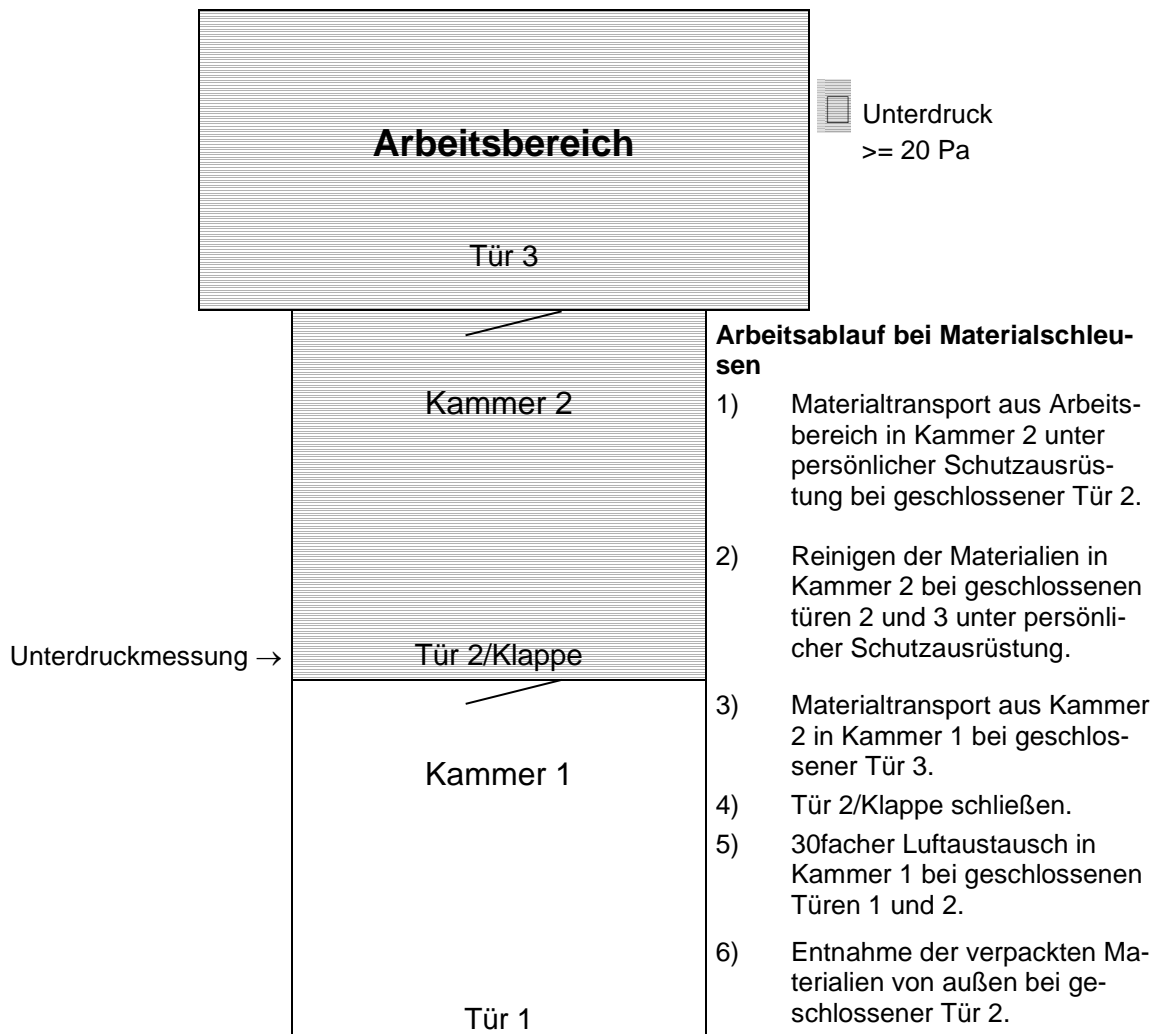 Arbeitsbereich
Unterdruck
>= 20 Pa
Tür 3
Kammer 2
Unterdruckmessung →
Tür 2/Klappe
Kammer 1
Tür 1
Arbeitsablauf bei Materialschleu-
sen
1) Materialtransport aus Arbeits-
bereich in Kammer 2 unter
persönlicher Schutzausrüs-
tung bei geschlossener Tür 2.
2) Reinigen der Materialien in
Kammer 2 bei geschlossenen
türen 2 und 3 unter persönli-
cher Schutzausrüstung.
3) Materialtransport aus Kammer
2 in Kammer 1 bei geschlos-
sener Tür 3.
4) Tür 2/Klappe schließen.
5) 30facher Luftaustausch in
Kammer 1 bei geschlossenen
Türen 1 und 2.
6) Entnahme der verpackten Ma-
terialien von außen bei ge-
schlossener Tür 2.